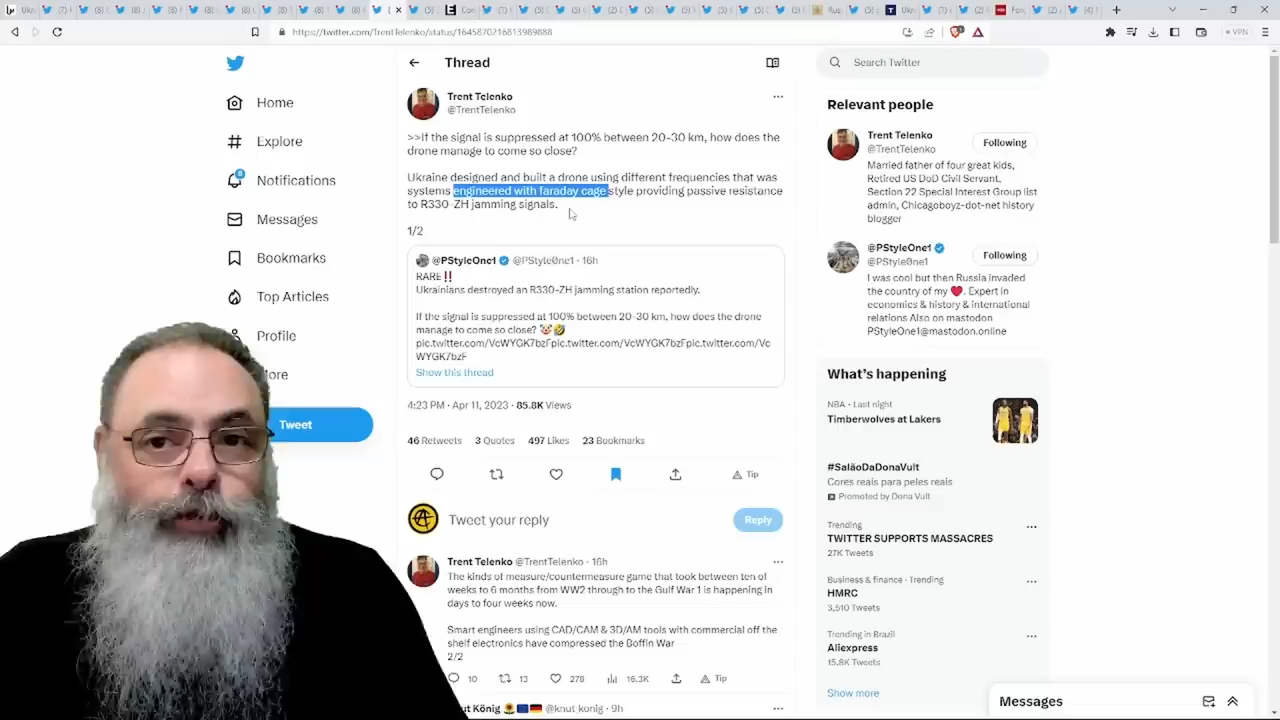 https://twitter.com/TrentTelenko/status/1645870216813989888
VPN
Home
Explore
Notifications
Messages
Bookmarks
Top Articles
Profile
More
Tweet
Thread
Trent Telenko
@TrentTelenko
>>If the signal is suppressed at 100% between 20-30 km, how does the
drone manage to come so close?
Ukraine designed and built a drone using different frequencies that was
systems engineered with faraday cage style providing passive resistance
to R330-ZH jamming signals.
1/2
@PStyleOne1 @PStyle0ne1 · 16h
RARE‼
Ukrainians destroyed an R330-ZH jamming station reportedly.
If the signal is suppressed at 100% between 20-30 km, how does the drone
manage to come so close? 🤡🤣
pic.twitter.com/VcWYGK7bzFpic.twitter.com/VcWYGK7bzFpic.twitter.com/Vc
WYGK7bzF
Show this thread
4:23 PM · Apr 11, 2023 · 85.8K Views
46 Retweets 3 Quotes 497 Likes 23 Bookmarks
Tip
Tweet your reply
Reply
Trent Telenko @TrentTelenko · 16h
The kinds of measure/countermeasure game that took between ten of
weeks to 6 months from WW2 through to the Gulf War 1 is happening in
days to four weeks now.
Smart engineers using CAD/CAM & 3D/AM tools with commercial off the
shelf electronics have compressed the Boffin War
2/2
10 13 278 16.3K Tip
Knut König 🌻🇪🇺🇩🇪 @knut_konig · 9h
Search Twitter
Relevant people
Trent Telenko
@TrentTelenko
Following
Married father of four great kids,
Retired US DoD Civil Servant,
Section 22 Special Interest Group list
admin, Chicagoboyz-dot-net history
blogger
@PStyleOne1
@PStyle0ne1
Following
I was cool but then Russia invaded
the country of my ❤️. Expert in
economics & history & international
relations Also on mastodon
PStyleOne1@mastodon.online
What's happening
NBA · Last night
Timberwolves at Lakers
#SalãoDaDonaVult
Cores reais para peles reais
Promoted by Dona Vult
Trending
TWITTER SUPPORTS MASSACRES
27K Tweets
Business & finance · Trending
HMRC
3,510 Tweets
Trending in Brazil
Aliexpress
15.8K Tweets
Show more
Messages